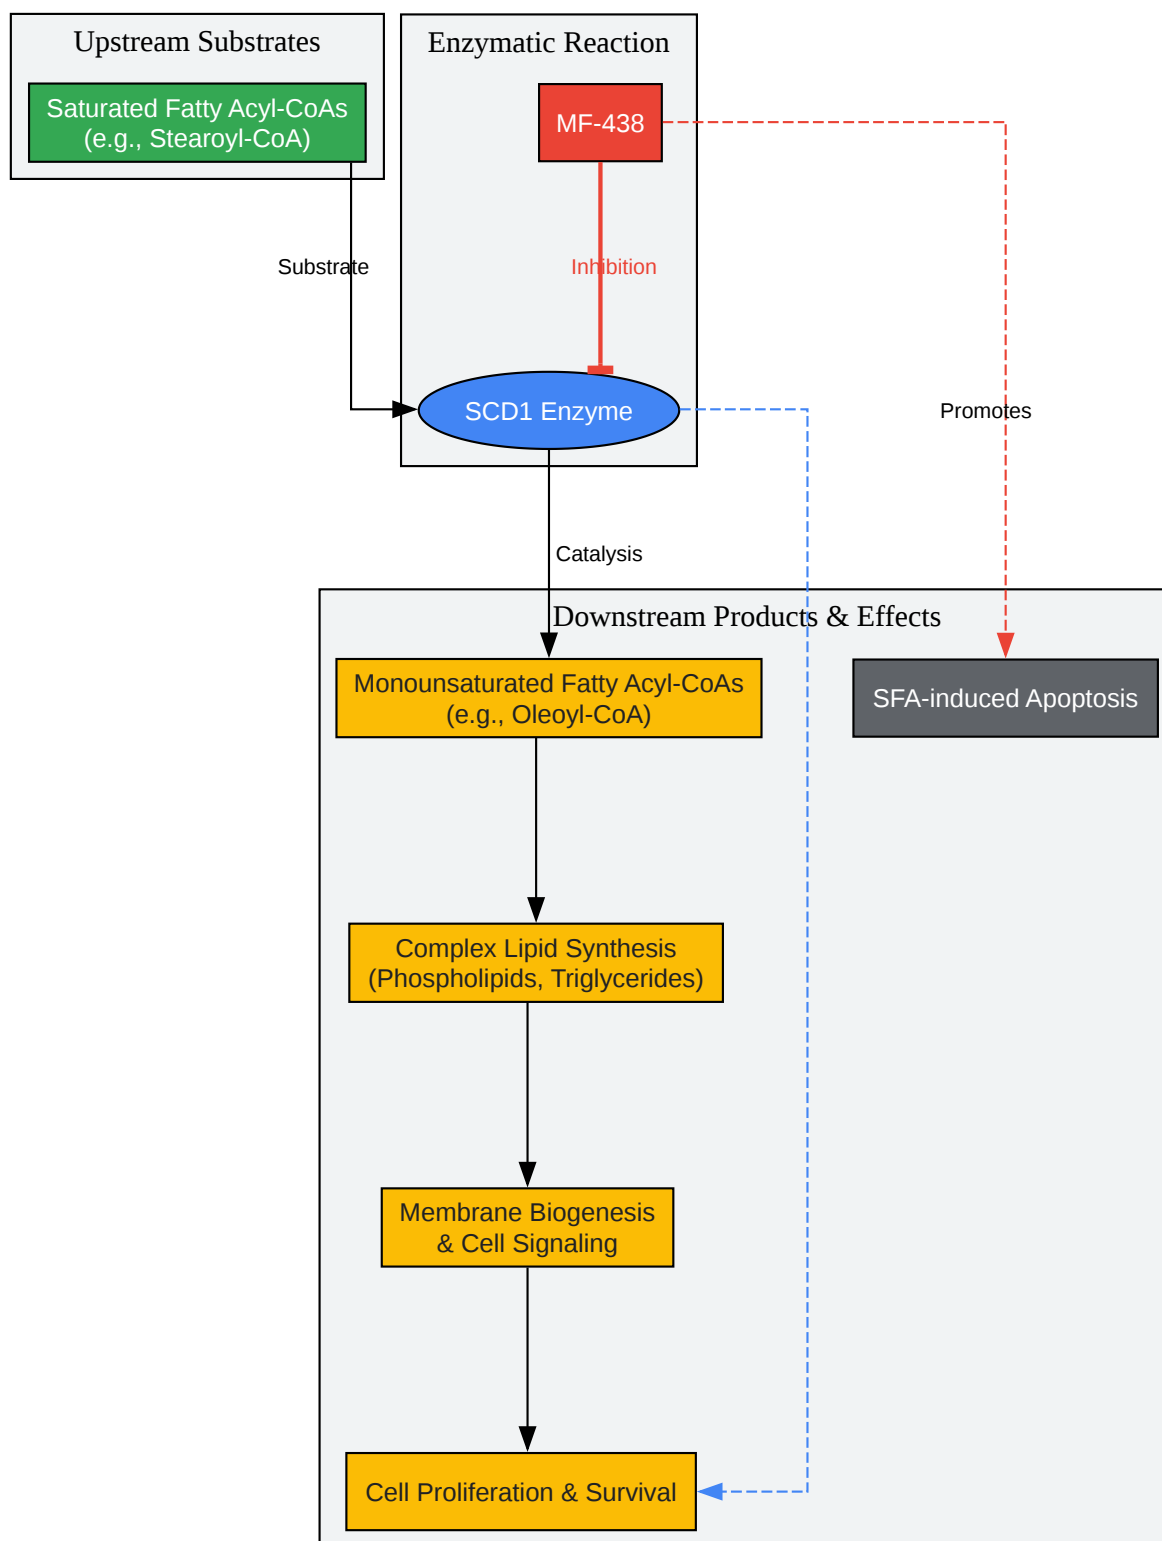 Upstream Substrates
Saturated Fatty Acyl-CoAs
(e.g., Stearoyl-CoA)
Enzymatic Reaction
MF-438
Substrate
Inhibition
SCD1 Enzyme
Promotes
Catalysis
Downstream Products & Effects
Monounsaturated Fatty Acyl-CoAs
(e.g., Oleoyl-CoA)
SFA-induced Apoptosis
Complex Lipid Synthesis
(Phospholipids, Triglycerides)
Membrane Biogenesis
& Cell Signaling
Cell Proliferation & Survival